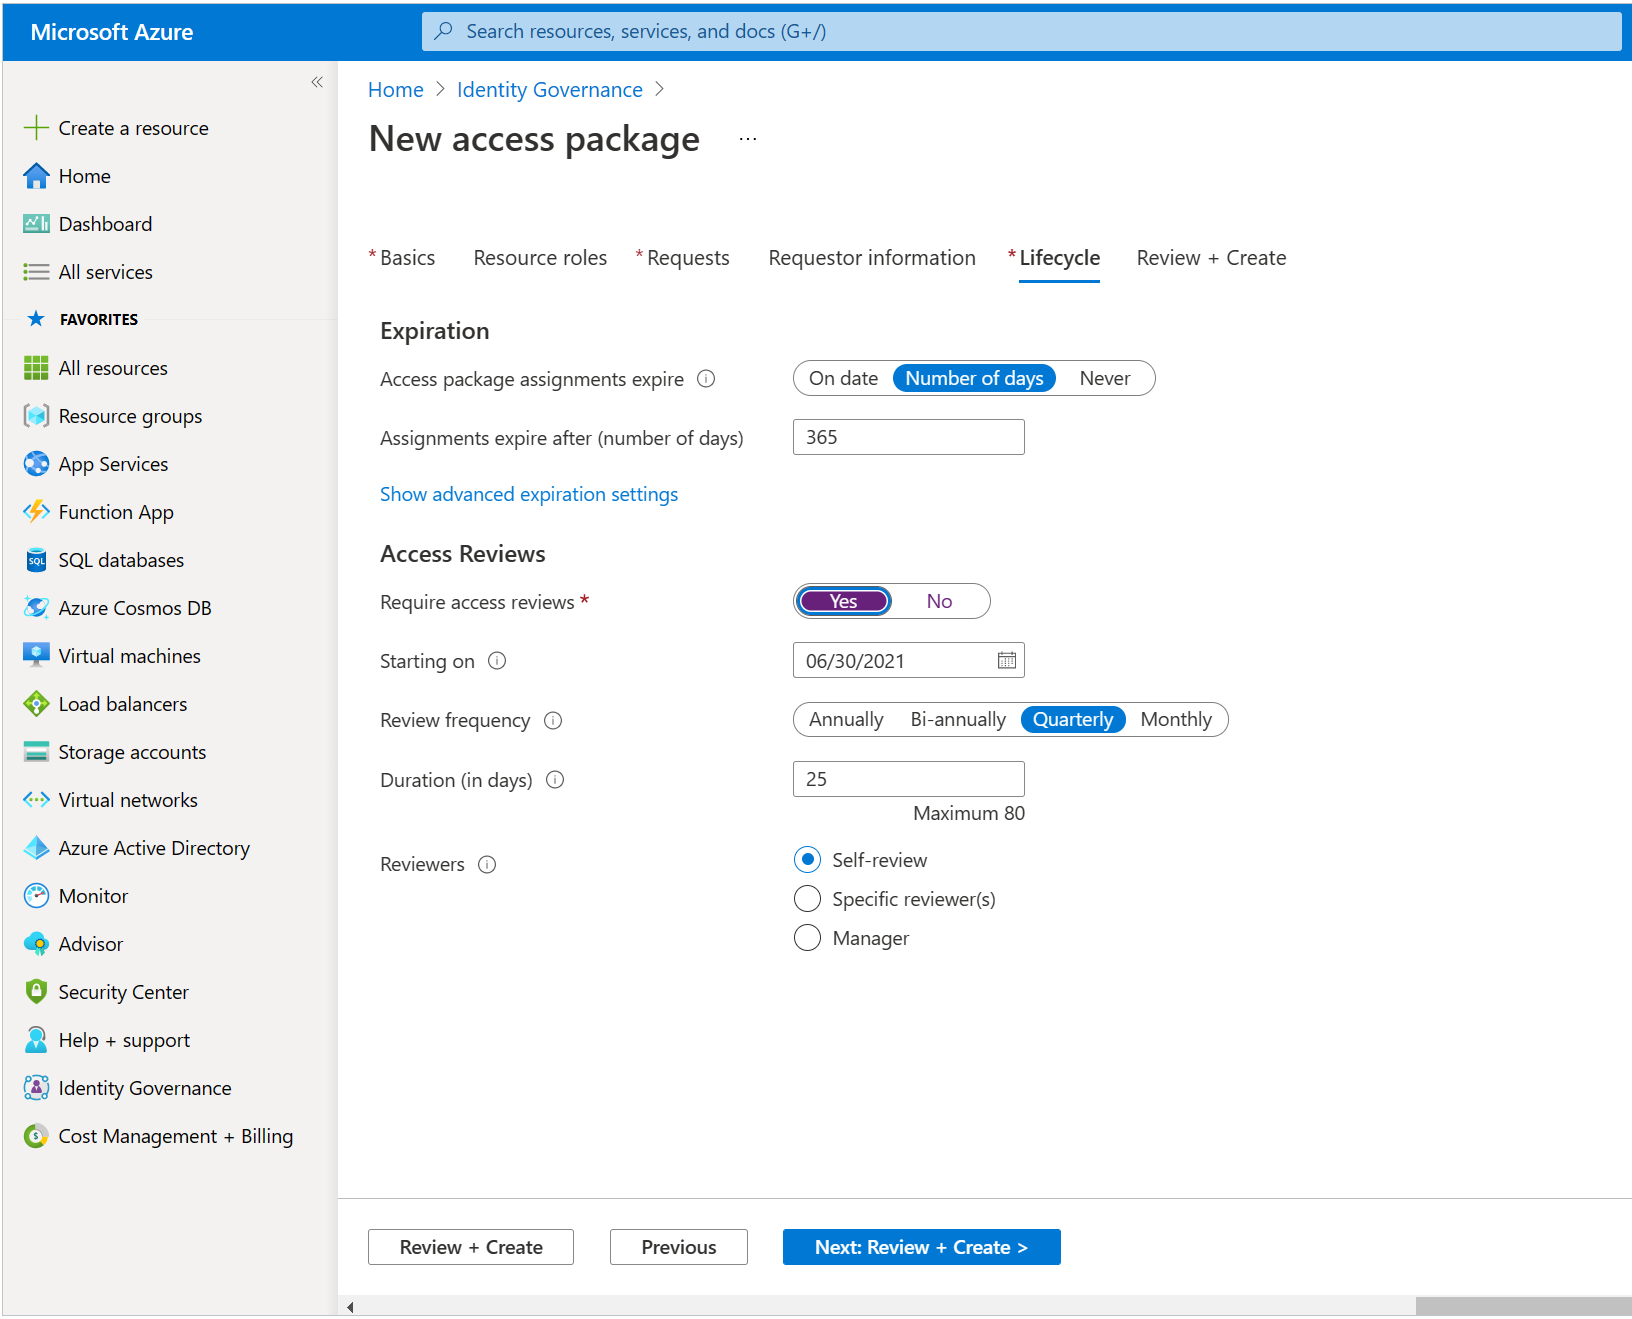 Microsoft Azure
Search resources, services, and docs (G+/)
Create a resource
Home
Dashboard
All services
FAVORITES
All resources
Resource groups
App Services
Function App
SQL databases
Azure Cosmos DB
Virtual machines
Load balancers
Storage accounts
Virtual networks
Azure Active Directory
Monitor
Advisor
Security Center
Help + support
Identity Governance
Cost Management + Billing
Home > Identity Governance >
New access package ...
* Basics Resource roles * Requests Requestor information * Lifecycle Review + Create
Expiration
Access package assignments expire On date Number of days Never
Assignments expire after (number of days) 365
Show advanced expiration settings
Access Reviews
Require access reviews * Yes No
Starting on 06/30/2021
Review frequency Annually Bi-annually Quarterly Monthly
Duration (in days) 25
Maximum 80
Reviewers Self-review
Specific reviewer(s)
Manager
Review + Create Previous Next: Review + Create >